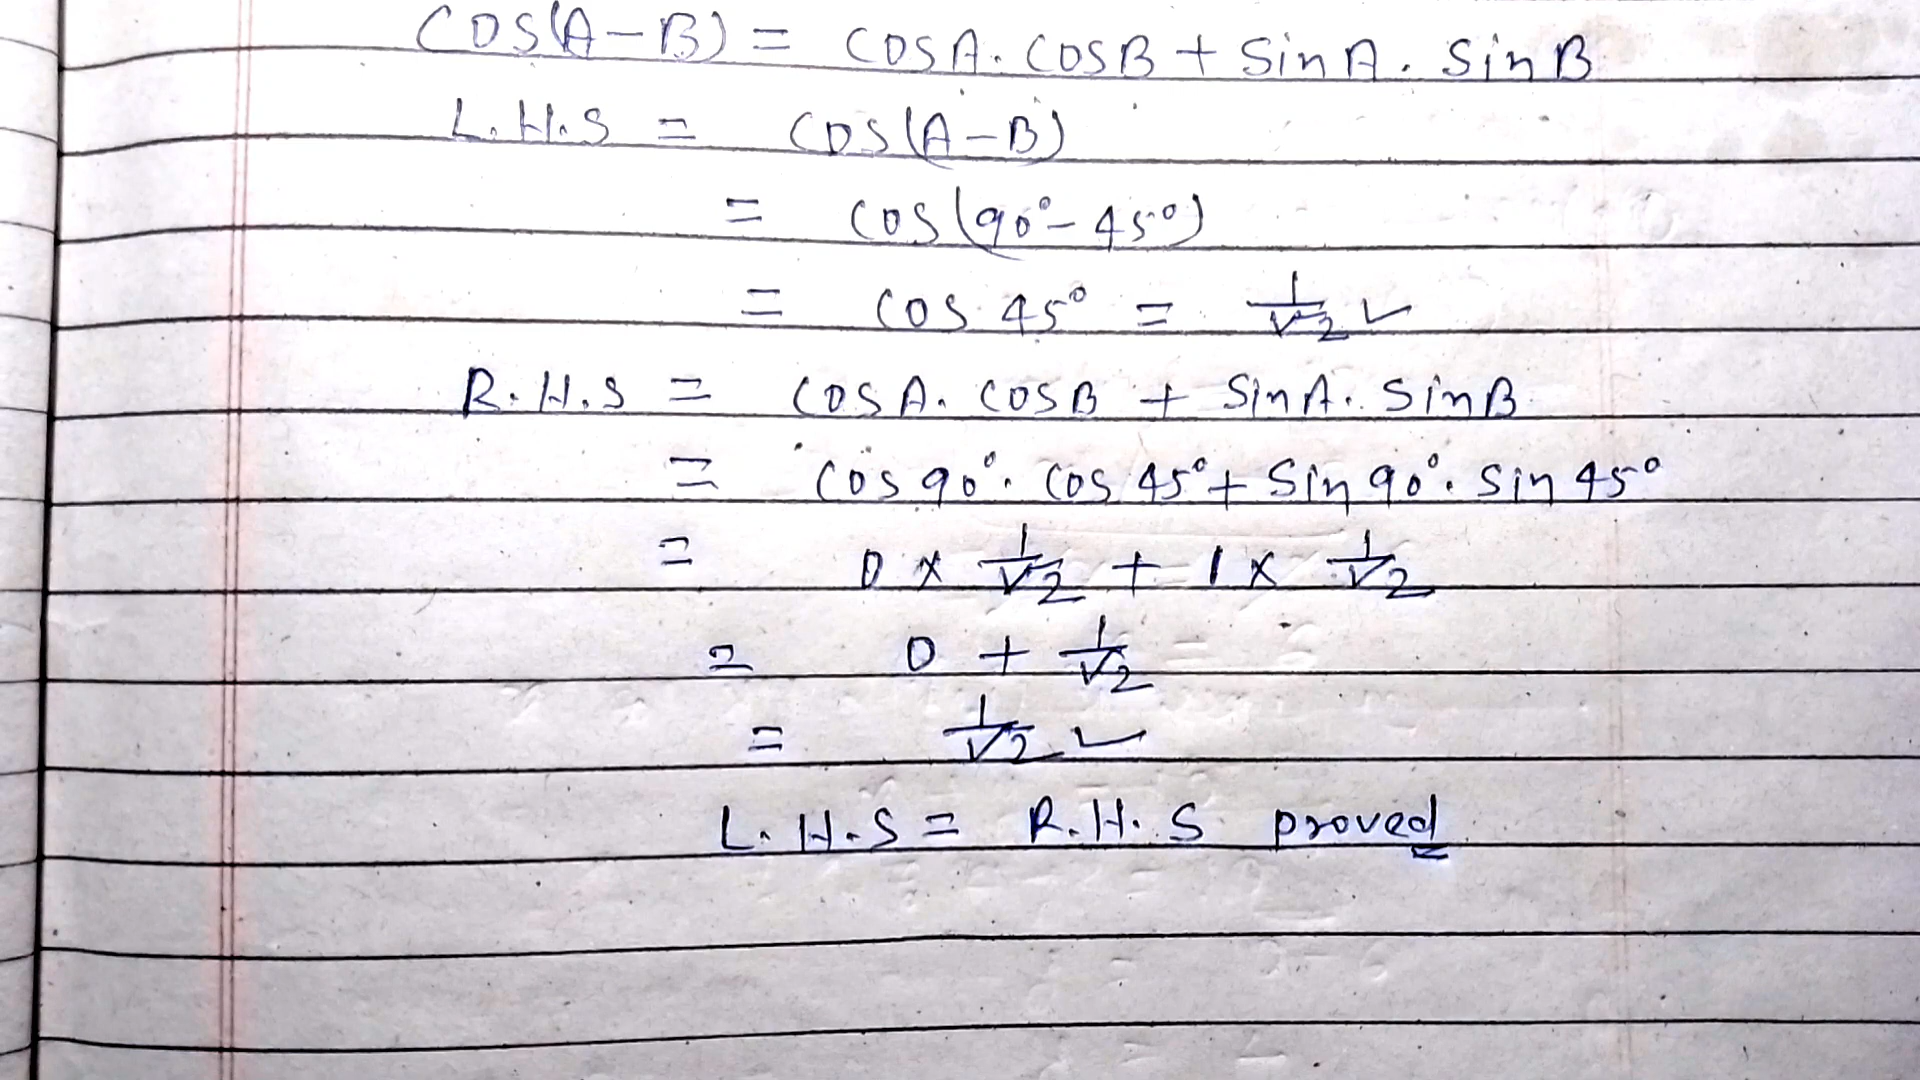 Cos(A-B) = CosA. CosB + SinA. SinB
L.H.S = Cos(A-B)
= Cos(90°-45°)
= Cos 45° = 1/√2 ✓
R.H.S = CosA. CosB + SinA. SinB
= Cos 90°. Cos 45° + Sin 90°. Sin 45°
= 0 × 1/√2 + 1 × 1/√2
= 0 + 1/√2
= 1/√2 ✓
L.H.S = R.H.S proved